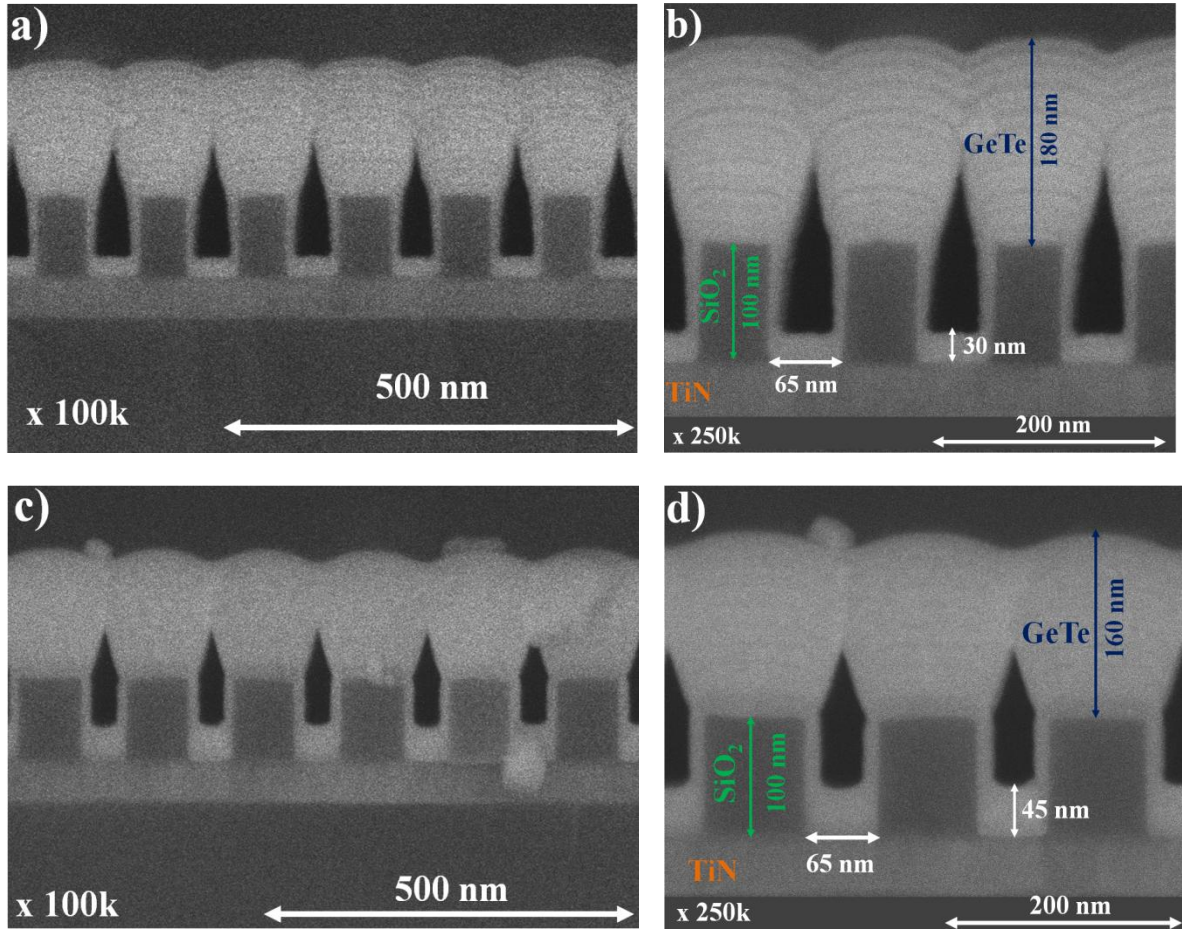 a)
500 nm
x 100k
b)
GeTe
180 nm
SiO₂
100 nm
30 nm
65 nm
TiN
200 nm
x 250k
c)
500 nm
x 100k
d)
GeTe
160 nm
SiO₂
100 nm
45 nm
65 nm
TiN
200 nm
x 250k